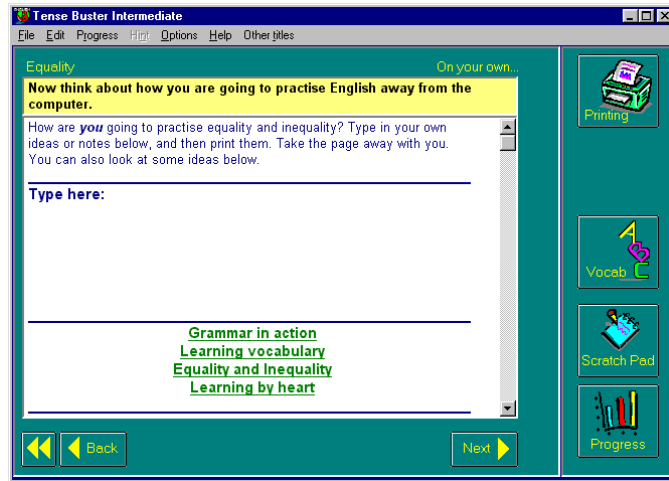 Tense Buster Intermediate
File Edit Progress Hint Options Help Other titles
Equality On your own...
Now think about how you are going to practise English away from the
computer.
How are you going to practise equality and inequality? Type in your own
ideas or notes below, and then print them. Take the page away with you.
You can also look at some ideas below.
Type here:
Grammar in action
Learning vocabulary
Equality and Inequality
Learning by heart
Back
Next
Printing
A
B
C
Vocab
Scratch Pad
Progress